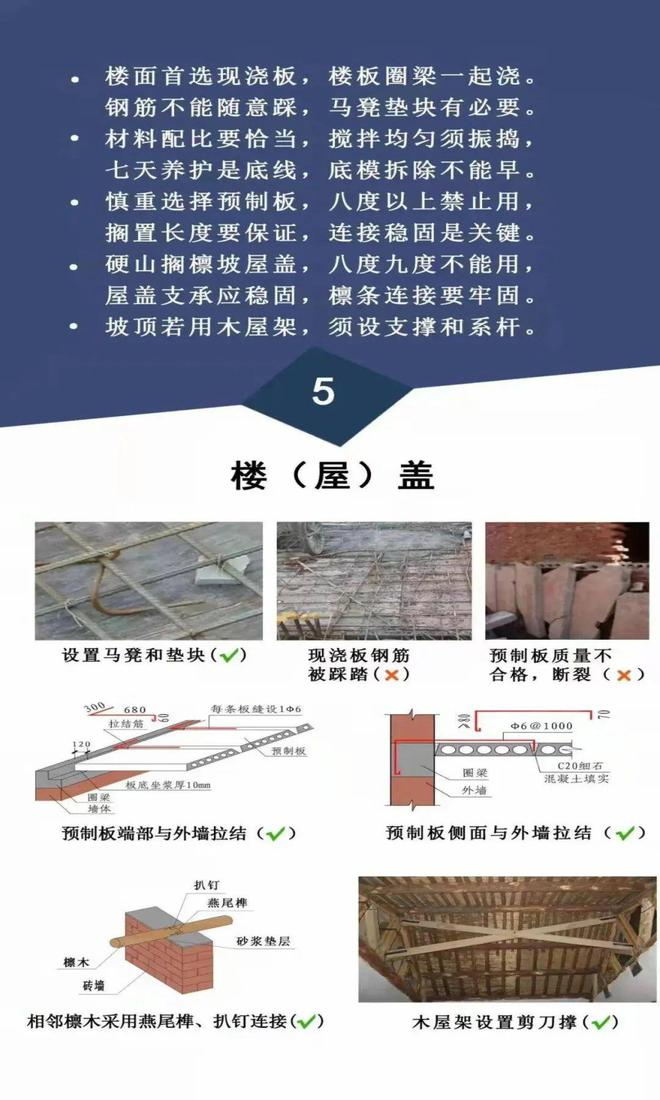 • 楼面首选现浇板，楼板圈梁一起浇。
钢筋不能随意踩，马凳垫块有必要。
• 材料配比要恰当，搅拌均匀须振捣，
七天养护是底线，底模拆除不能早。
• 慎重选择预制板，八度以上禁止用，
搁置长度要保证，连接稳固是关键。
• 硬山搁檩坡屋盖，八度九度不能用，
屋盖支承应稳固，檩条连接要牢固。
• 坡顶若用木屋架，须设支撑和系杆。
5
楼（屋）盖
设置马凳和垫块(✓)
现浇板钢筋
被踩踏(×)
预制板质量不
合格，断裂（×）
300
680
60
每条板缝设1Φ6
拉结筋
120
预制板
板底坐浆厚10mm
圈梁
墙体
预制板端部与外墙拉结（✓）
>80
70
Φ6@1000
C20细石
混凝土填实
圈梁
外墙
预制板侧面与外墙拉结（✓）
扒钉
燕尾榫
砂浆垫层
檩木
砖墙
相邻檩木采用燕尾榫、扒钉连接(✓)
木屋架设置剪刀撑(✓)